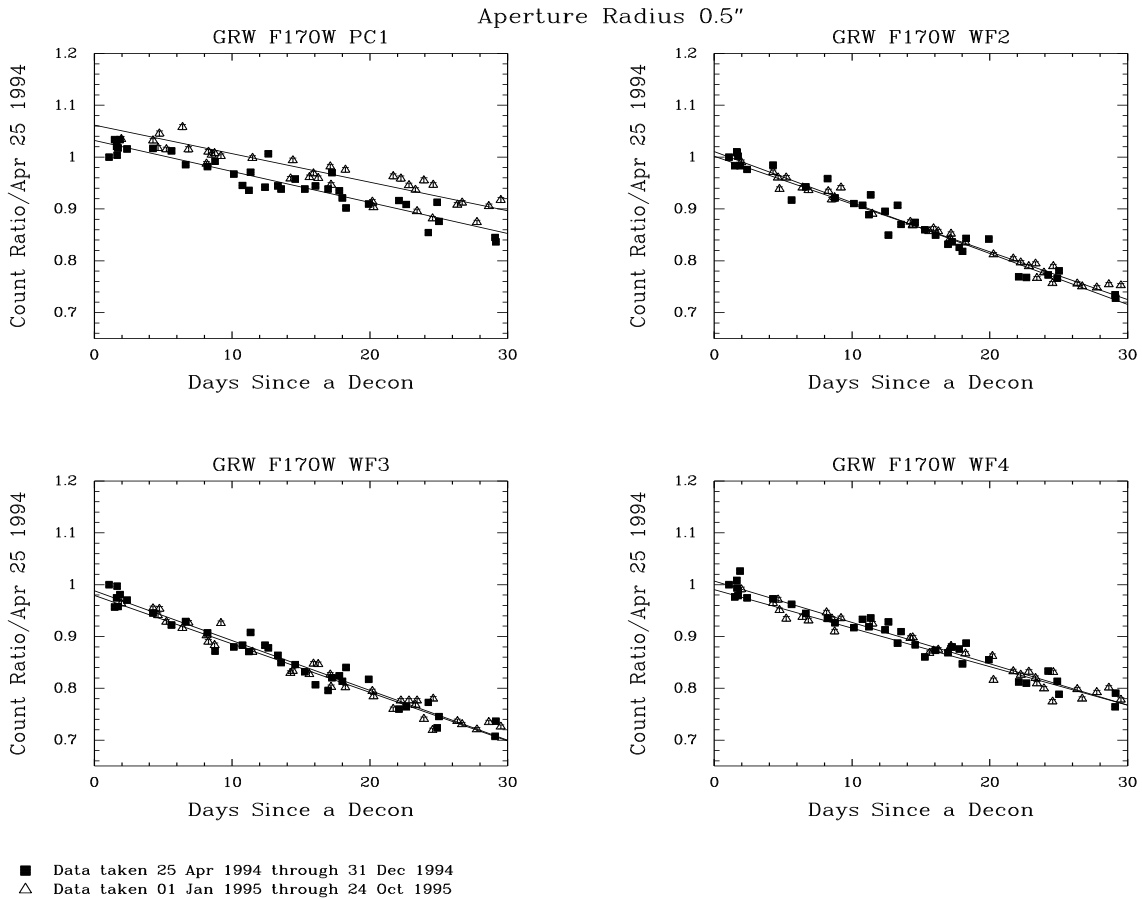 Aperture Radius 0.5″
GRW F170W PC1
Count Ratio/Apr 25 1994
1.2
1.1
1
0.9
0.8
0.7
0 10 20 30
Days Since a Decon
GRW F170W WF2
Count Ratio/Apr 25 1994
1.2
1.1
1
0.9
0.8
0.7
0 10 20 30
Days Since a Decon
GRW F170W WF3
Count Ratio/Apr 25 1994
1.2
1.1
1
0.9
0.8
0.7
0 10 20 30
Days Since a Decon
GRW F170W WF4
Count Ratio/Apr 25 1994
1.2
1.1
1
0.9
0.8
0.7
0 10 20 30
Days Since a Decon
Data taken 25 Apr 1994 through 31 Dec 1994
Data taken 01 Jan 1995 through 24 Oct 1995